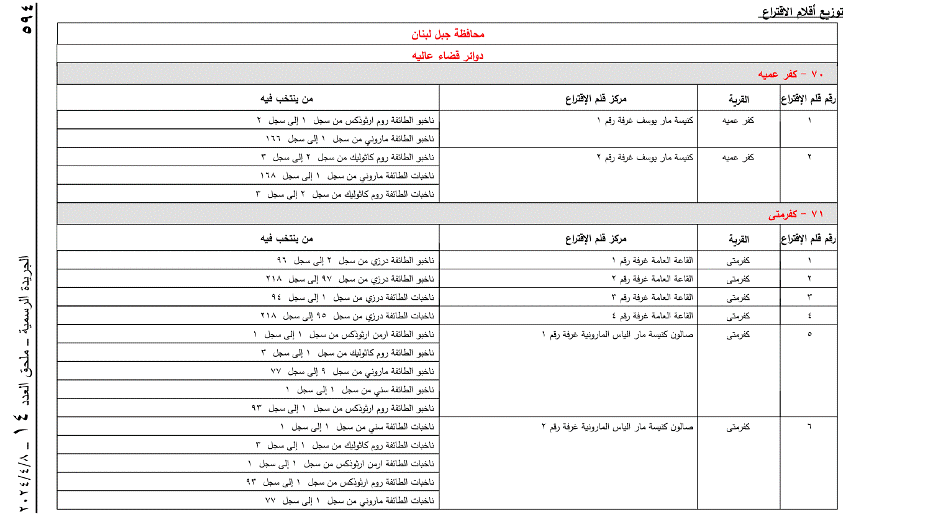 توزيع أقلام الاقتراع
محافظة جبل لبنان
دوائر قضاء عاليه
٧٠ - كفر عميه
رقم قلم الإقتراع القرية مركز قلم الإقتراع من ينتخب فيه
١ كفر عميه كنيسة مار يوسف غرفة رقم ١ ناخبو الطائفة روم ارثوذكس من سجل ١ إلى سجل ٢
ناخبو الطائفة ماروني من سجل ١ إلى سجل ١٦٦
٢ كفر عميه كنيسة مار يوسف غرفة رقم ٢ ناخبو الطائفة روم كاثوليك من سجل ٢ إلى سجل ٣
ناخبات الطائفة ماروني من سجل ١ إلى سجل ١٦٨
ناخبات الطائفة روم كاثوليك من سجل ٢ إلى سجل ٣
٧١ - كفرمتى
رقم قلم الإقتراع القرية مركز قلم الإقتراع من ينتخب فيه
١ كفرمتى القاعة العامة غرفة رقم ١ ناخبو الطائفة درزي من سجل ٢ إلى سجل ٩٦
٢ كفرمتى القاعة العامة غرفة رقم ٢ ناخبو الطائفة درزي من سجل ٩٧ إلى سجل ٢١٨
٣ كفرمتى القاعة العامة غرفة رقم ٣ ناخبات الطائفة درزي من سجل ١ إلى سجل ٩٤
٤ كفرمتى القاعة العامة غرفة رقم ٤ ناخبات الطائفة درزي من سجل ٩٥ إلى سجل ٢١٨
٥ كفرمتى صالون كنيسة مار الياس المارونية غرفة رقم ١ ناخبو الطائفة ارمن ارثوذكس من سجل ١ إلى سجل ١
ناخبو الطائفة روم كاثوليك من سجل ١ إلى سجل ٣
ناخبو الطائفة ماروني من سجل ٩ إلى سجل ٧٧
ناخبو الطائفة سني من سجل ١ إلى سجل ١
ناخبو الطائفة روم ارثوذكس من سجل ١ إلى سجل ٩٣
٦ كفرمتى صالون كنيسة مار الياس المارونية غرفة رقم ٢ ناخبات الطائفة سني من سجل ١ إلى سجل ١
ناخبات الطائفة روم كاثوليك من سجل ١ إلى سجل ٣
ناخبات الطائفة ارمن ارثوذكس من سجل ١ إلى سجل ١
ناخبات الطائفة روم ارثوذكس من سجل ١ إلى سجل ٩٣
ناخبات الطائفة ماروني من سجل ١ إلى سجل ٧٧
٥٩٤
الجريدة الرسمية – ملحق العدد ١٤ – ٢٠٢٤/٤/٨